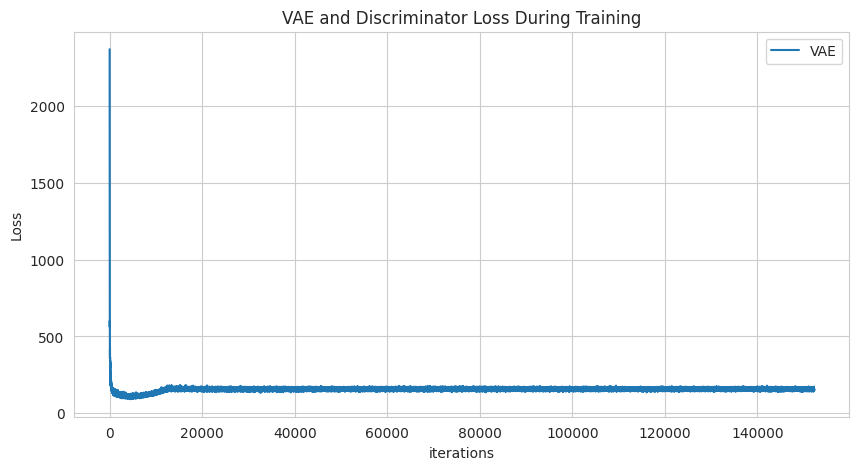 VAE and Discriminator Loss During Training
VAE
2000
1500
1000
500
0
Loss
0 20000 40000 60000 80000 100000 120000 140000
iterations